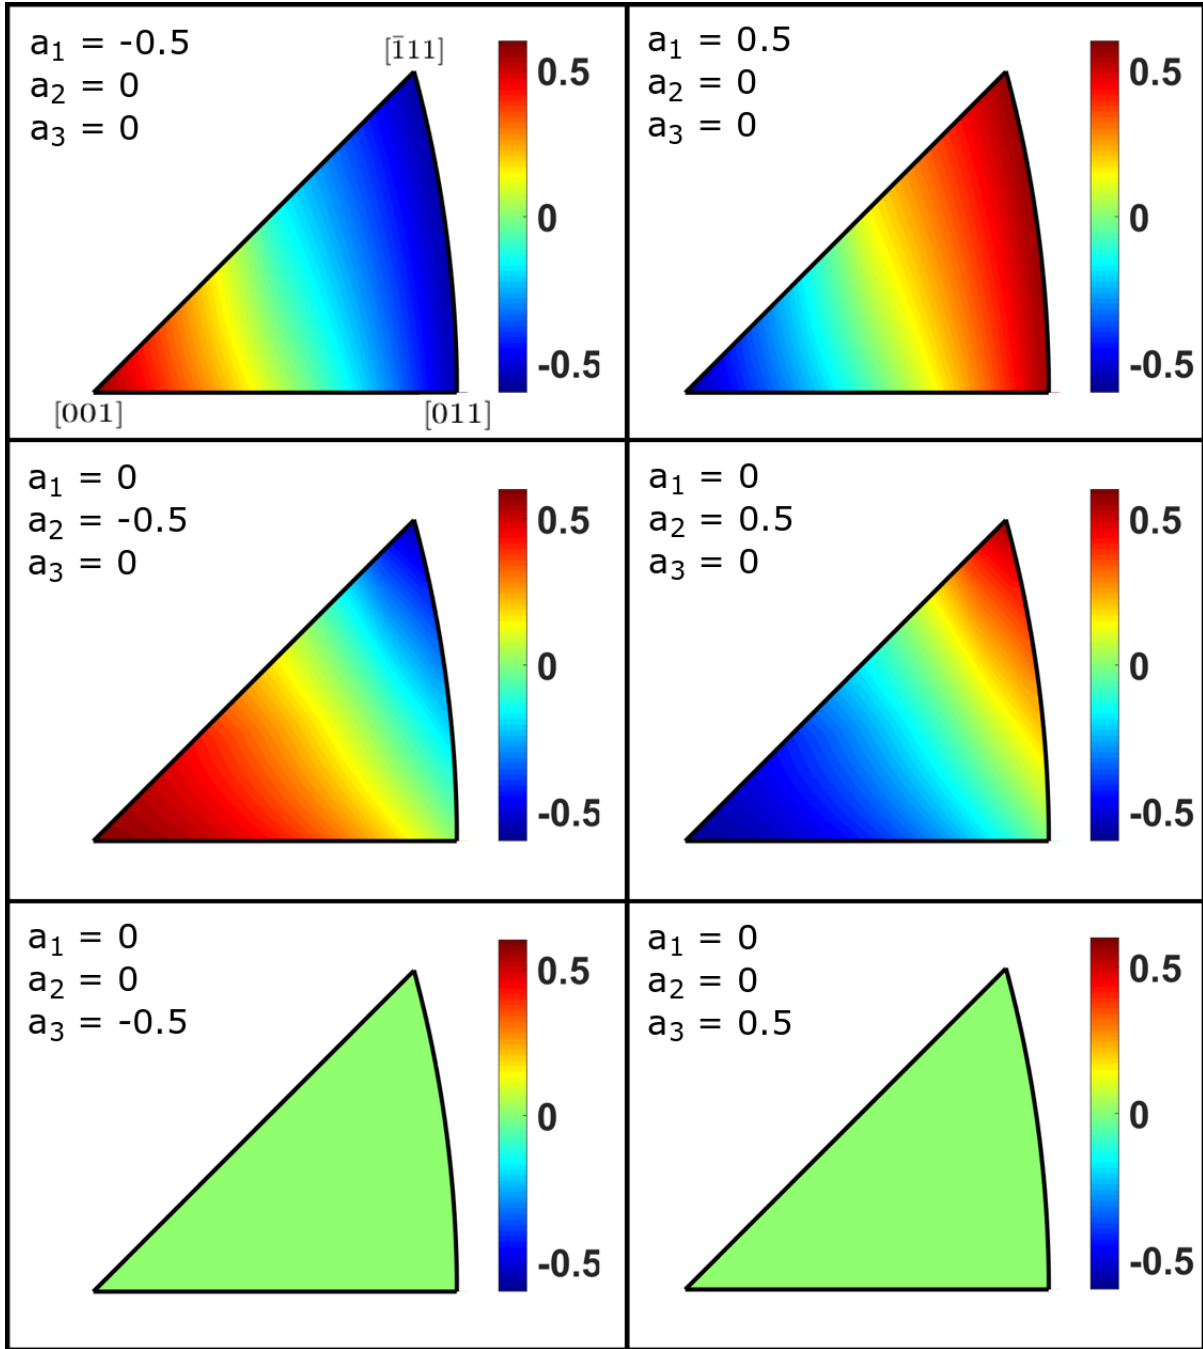 a₁ = -0.5
a₂ = 0
a₃ = 0
[1̄11]
[001]
[011]
0.5
0
-0.5
a₁ = 0.5
a₂ = 0
a₃ = 0
0.5
0
-0.5
a₁ = 0
a₂ = -0.5
a₃ = 0
0.5
0
-0.5
a₁ = 0
a₂ = 0.5
a₃ = 0
0.5
0
-0.5
a₁ = 0
a₂ = 0
a₃ = -0.5
0.5
0
-0.5
a₁ = 0
a₂ = 0
a₃ = 0.5
0.5
0
-0.5